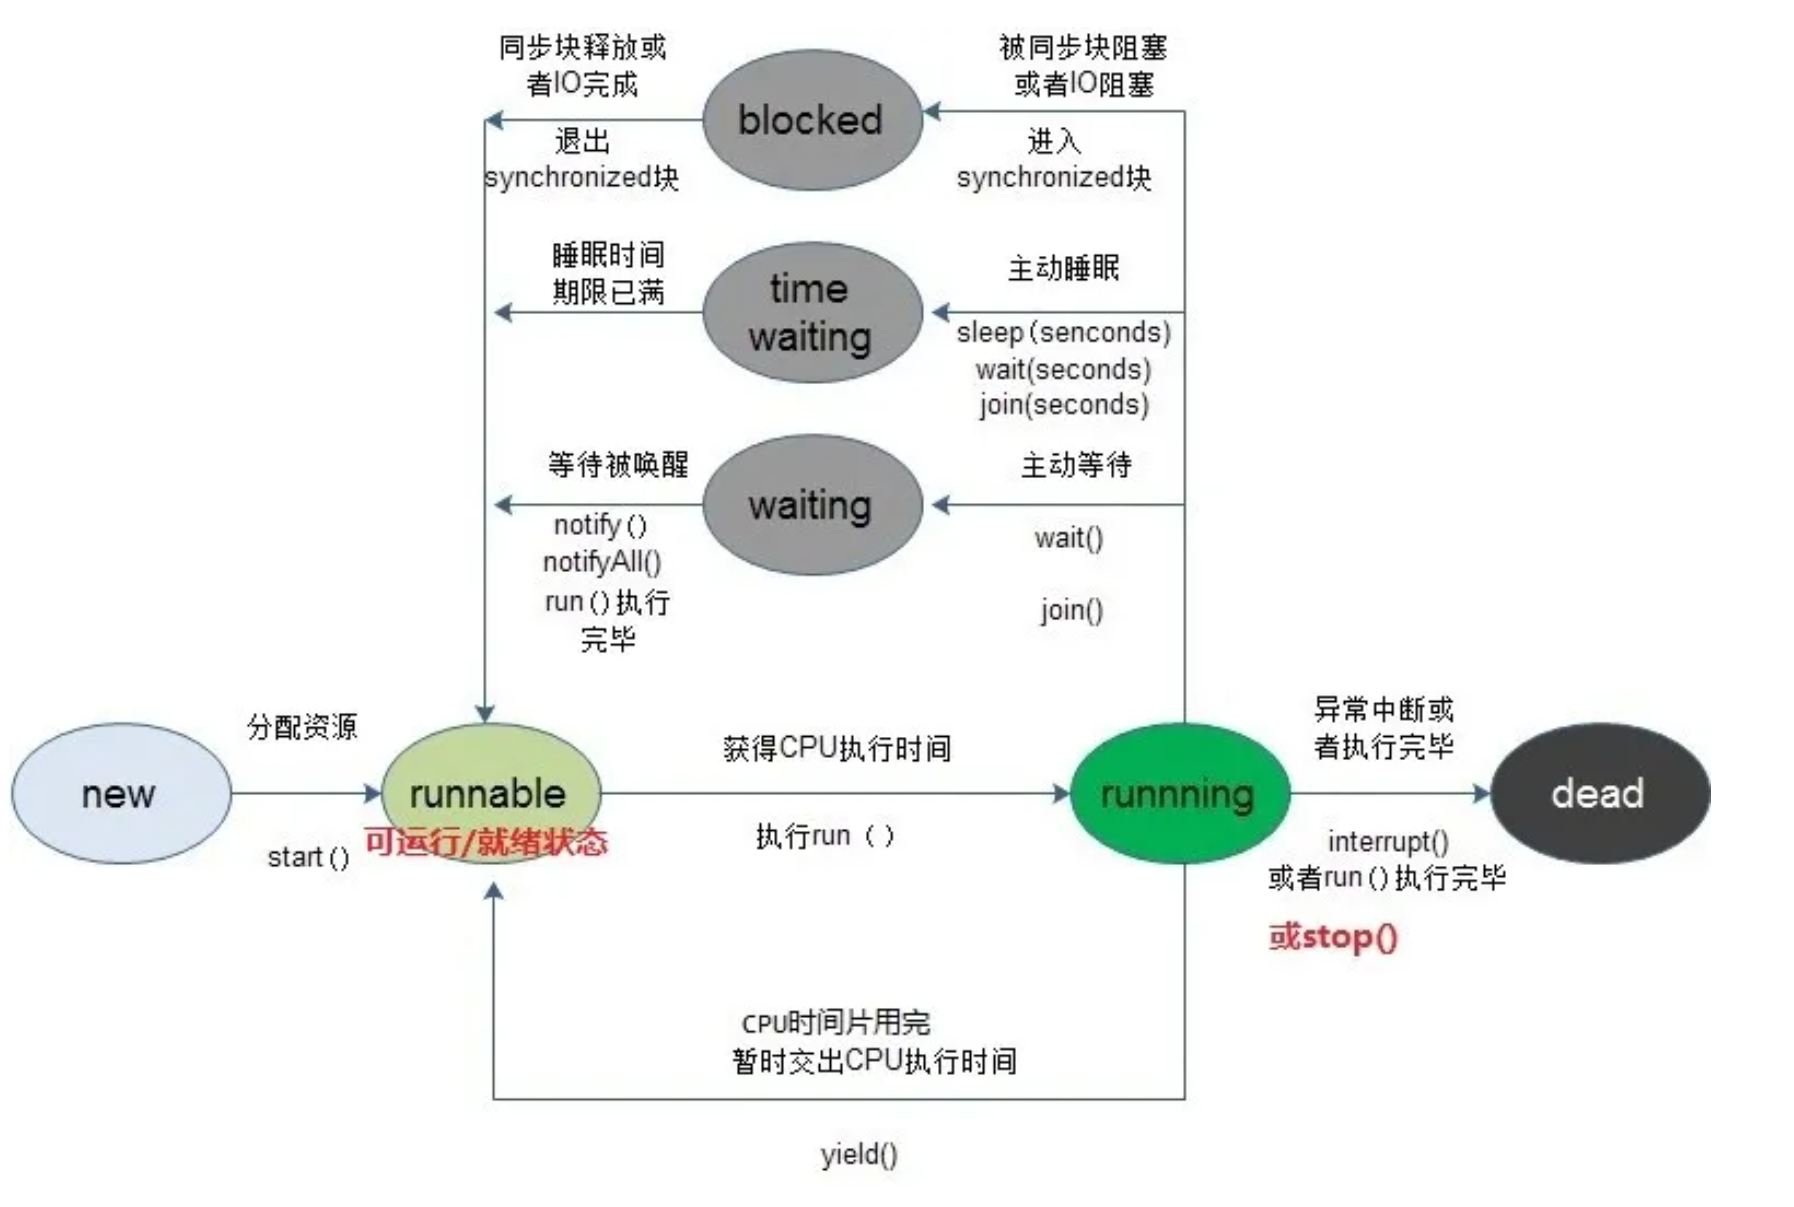 同步块释放或
者IO完成
退出
synchronized块
blocked
被同步块阻塞
或者IO阻塞
进入
synchronized块
睡眠时间
期限已满
time
waiting
主动睡眠
sleep(senconds)
wait(seconds)
join(seconds)
等待被唤醒
notify()
notifyAll()
run()执行
完毕
waiting
主动等待
wait()
join()
new
分配资源
start()
runnable
可运行/就绪状态
获得CPU执行时间
执行run（）
runnning
异常中断或
者执行完毕
interrupt()
或者run()执行完毕
或stop()
dead
CPU时间片用完
暂时交出CPU执行时间
yield()